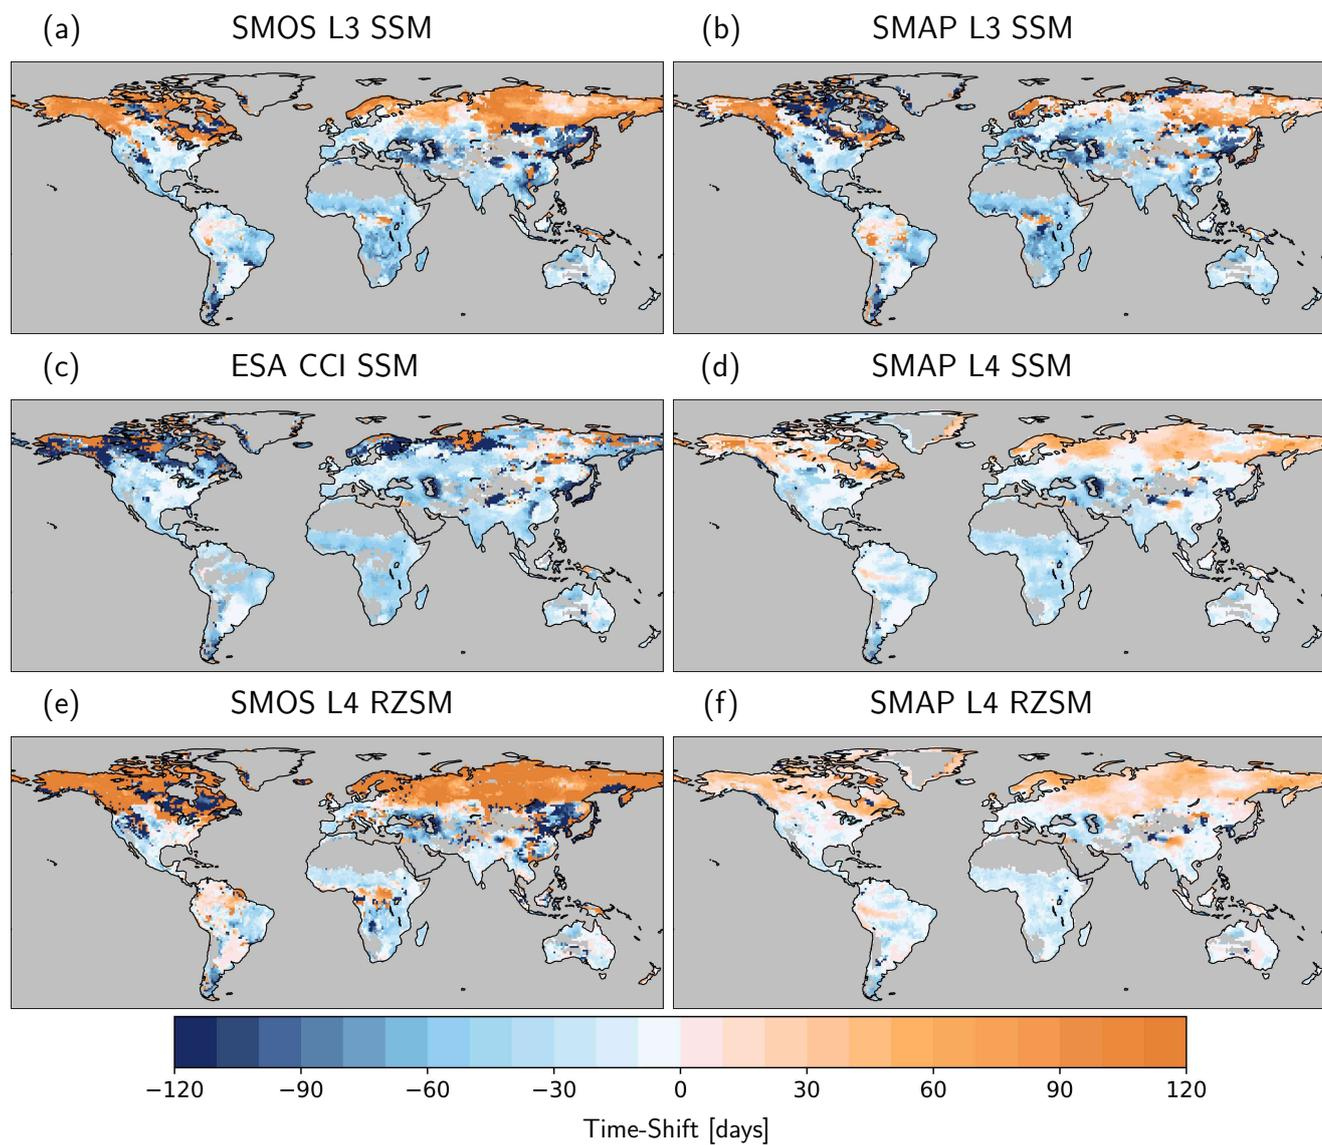 (a) SMOS L3 SSM
(b) SMAP L3 SSM
(c) ESA CCI SSM
(d) SMAP L4 SSM
(e) SMOS L4 RZSM
(f) SMAP L4 RZSM
−120 −90 −60 −30 0 30 60 90 120
Time-Shift [days]